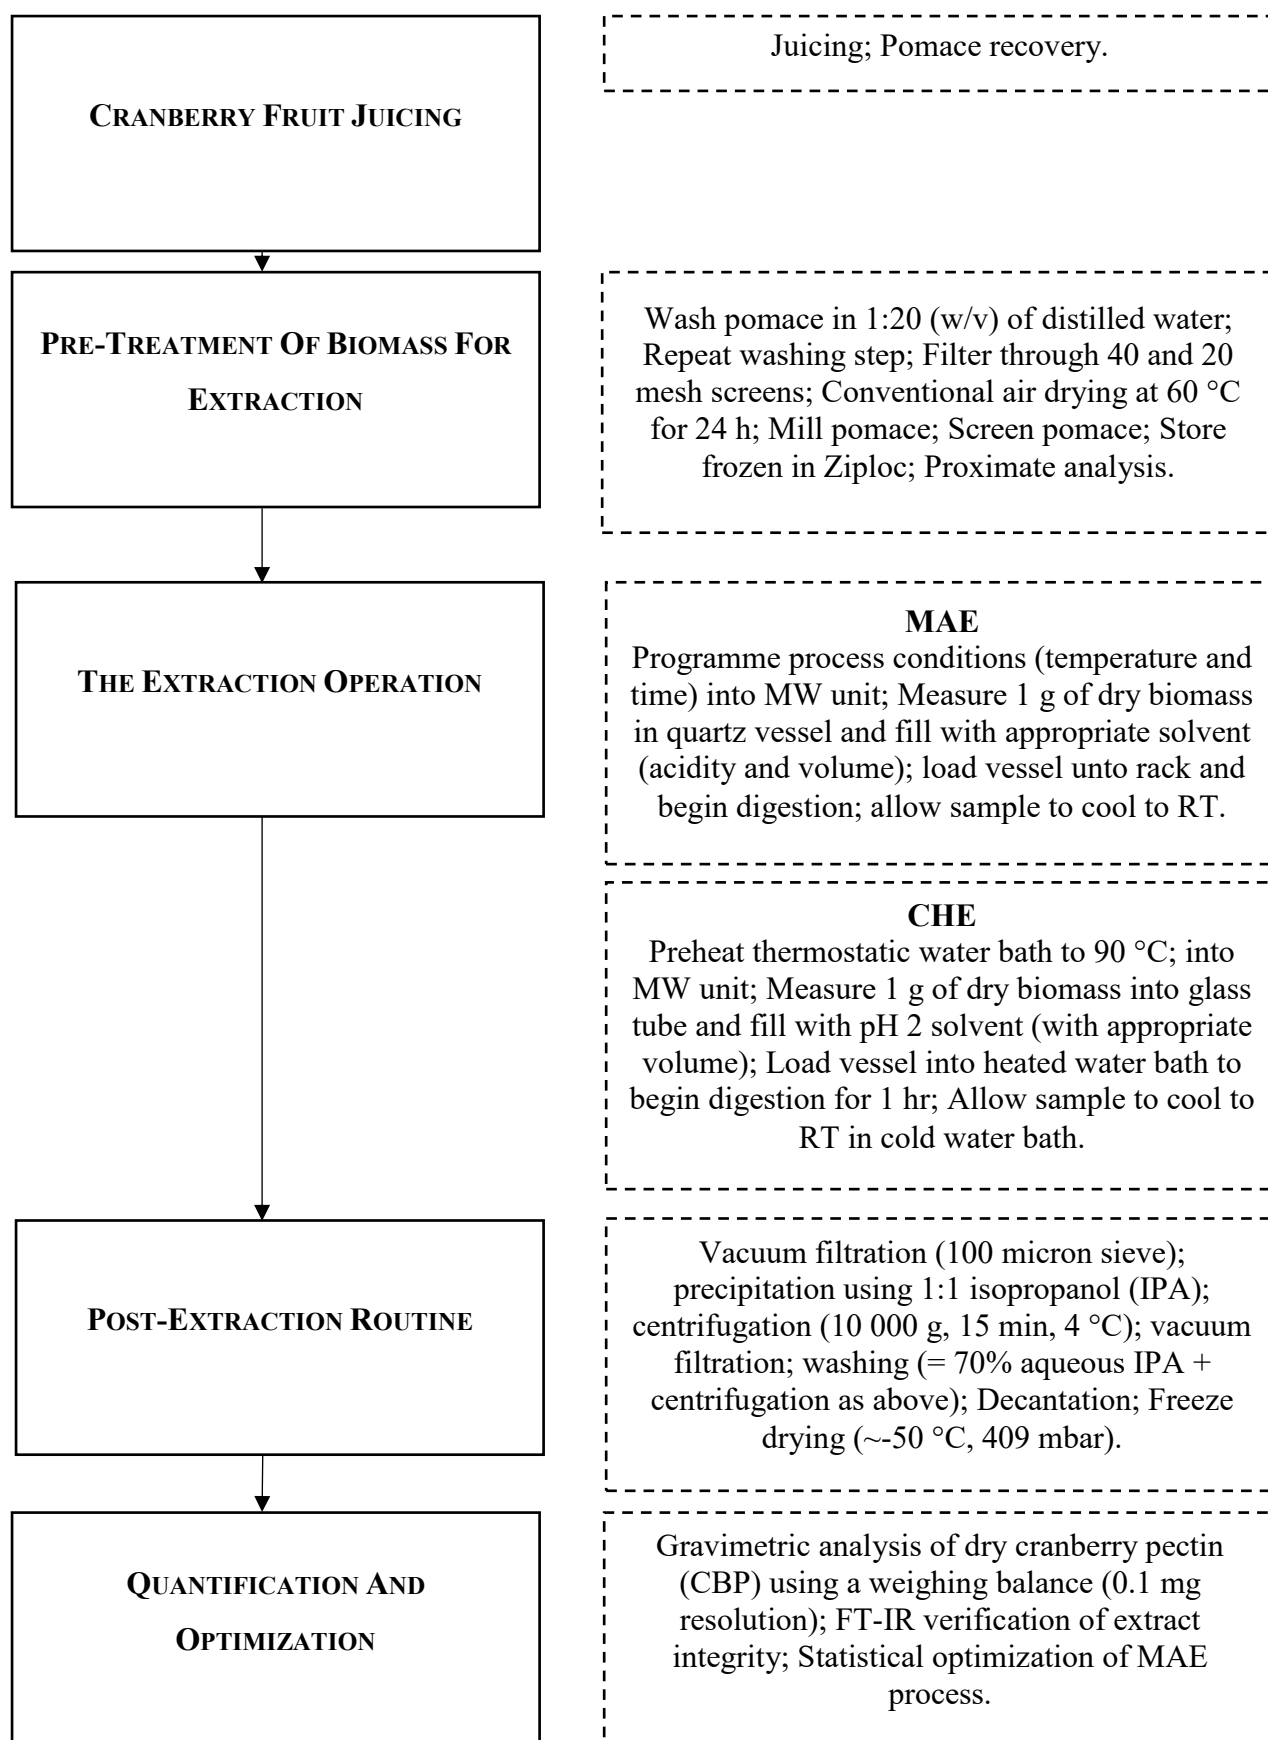 CRANBERRY FRUIT JUICING
Juicing; Pomace recovery.
PRE-TREATMENT OF BIOMASS FOR
EXTRACTION
Wash pomace in 1:20 (w/v) of distilled water;
Repeat washing step; Filter through 40 and 20
mesh screens; Conventional air drying at 60 °C
for 24 h; Mill pomace; Screen pomace; Store
frozen in Ziploc; Proximate analysis.
THE EXTRACTION OPERATION
MAE
Programme process conditions (temperature and
time) into MW unit; Measure 1 g of dry biomass
in quartz vessel and fill with appropriate solvent
(acidity and volume); load vessel unto rack and
begin digestion; allow sample to cool to RT.
CHE
Preheat thermostatic water bath to 90 °C; into
MW unit; Measure 1 g of dry biomass into glass
tube and fill with pH 2 solvent (with appropriate
volume); Load vessel into heated water bath to
begin digestion for 1 hr; Allow sample to cool to
RT in cold water bath.
POST-EXTRACTION ROUTINE
Vacuum filtration (100 micron sieve);
precipitation using 1:1 isopropanol (IPA);
centrifugation (10 000 g, 15 min, 4 °C); vacuum
filtration; washing (= 70% aqueous IPA +
centrifugation as above); Decantation; Freeze
drying (~-50 °C, 409 mbar).
QUANTIFICATION AND
OPTIMIZATION
Gravimetric analysis of dry cranberry pectin
(CBP) using a weighing balance (0.1 mg
resolution); FT-IR verification of extract
integrity; Statistical optimization of MAE
process.